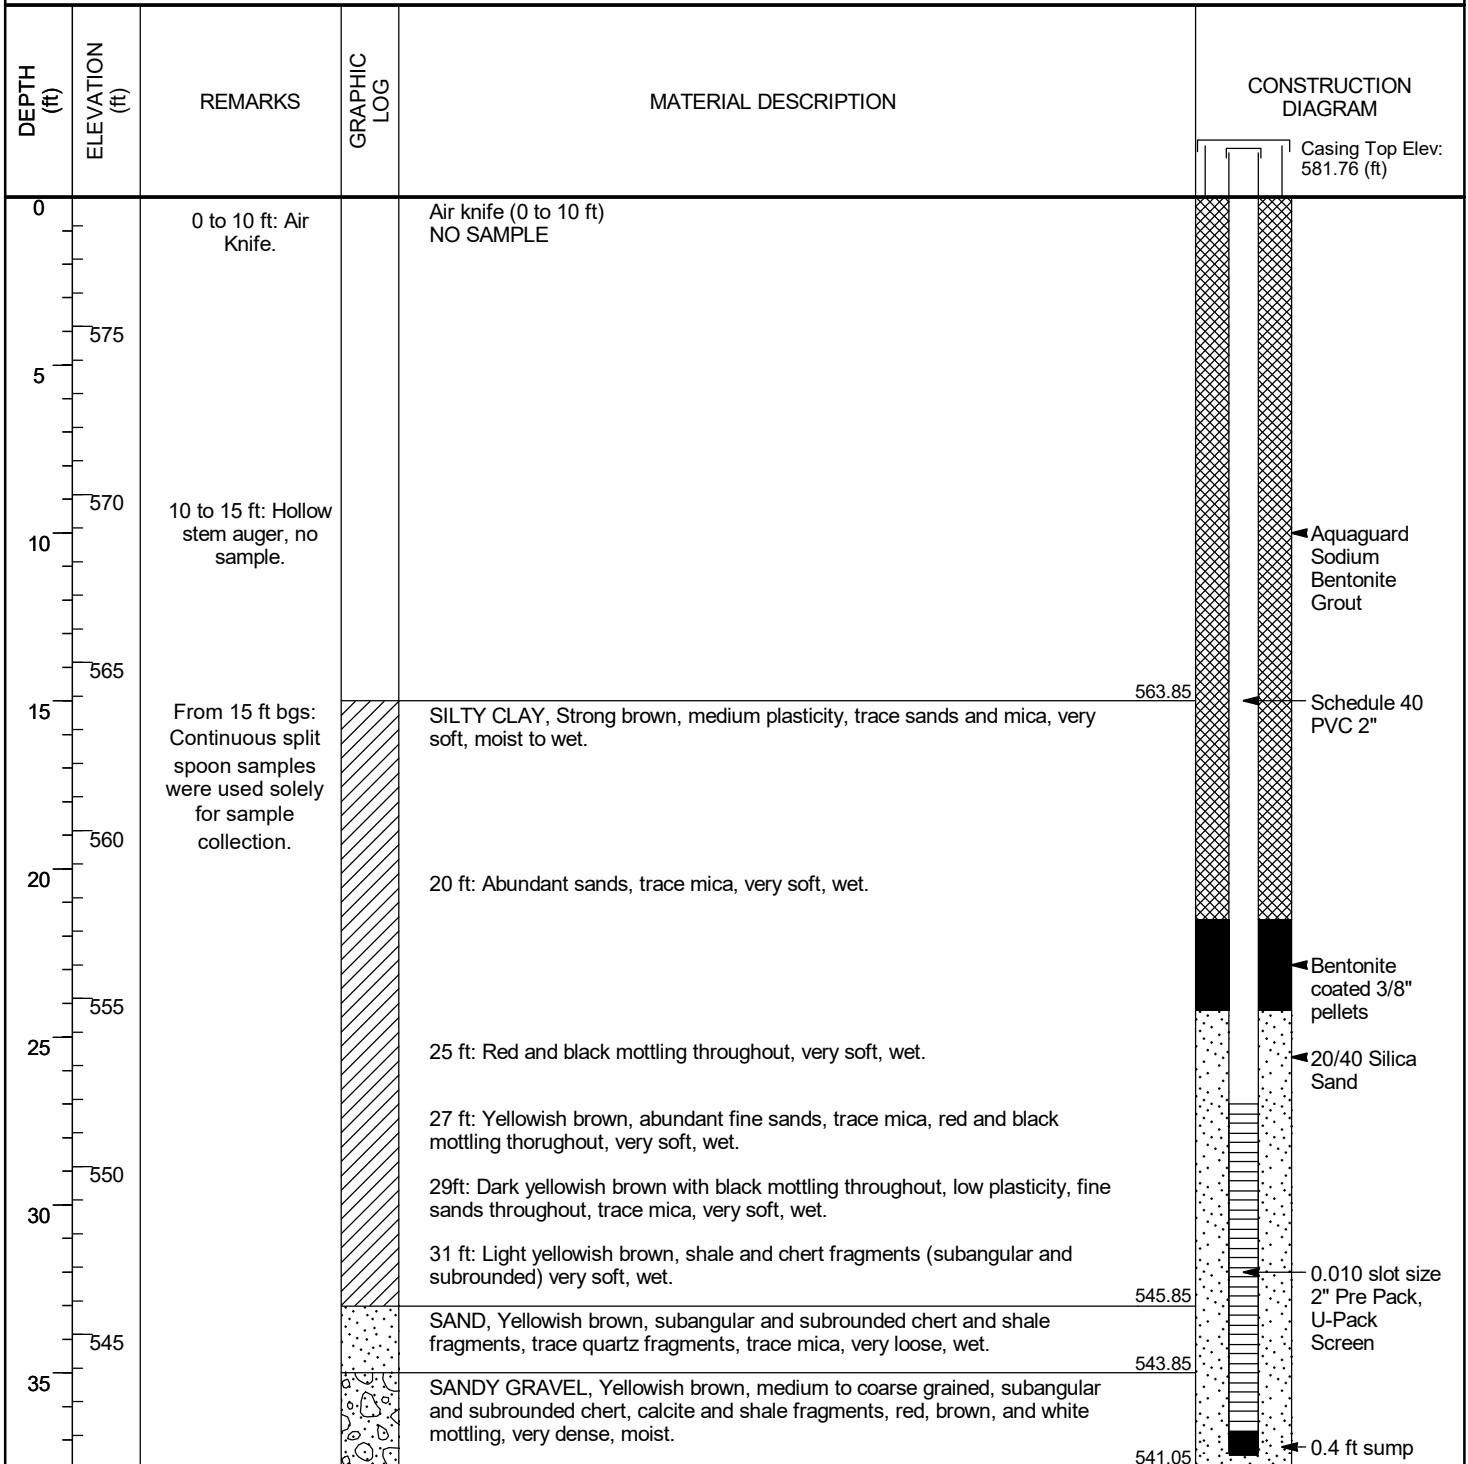 DEPTH
(ft)
ELEVATION
(ft)
REMARKS
GRAPHIC
LOG
MATERIAL DESCRIPTION
CONSTRUCTION
DIAGRAM
Casing Top Elev:
581.76 (ft)
0
0 to 10 ft: Air
Knife.
Air knife (0 to 10 ft)
NO SAMPLE
575
5
570
10 to 15 ft: Hollow
stem auger, no
sample.
10
Aquaguard
Sodium
Bentonite
Grout
565
563.85
15
From 15 ft bgs:
Continuous split
spoon samples
were used solely
for sample
collection.
SILTY CLAY, Strong brown, medium plasticity, trace sands and mica, very
soft, moist to wet.
Schedule 40
PVC 2"
560
20
20 ft: Abundant sands, trace mica, very soft, wet.
Bentonite
coated 3/8"
pellets
555
25
25 ft: Red and black mottling throughout, very soft, wet.
20/40 Silica
Sand
27 ft: Yellowish brown, abundant fine sands, trace mica, red and black
mottling thorughout, very soft, wet.
550
29ft: Dark yellowish brown with black mottling throughout, low plasticity, fine
sands throughout, trace mica, very soft, wet.
30
31 ft: Light yellowish brown, shale and chert fragments (subangular and
subrounded) very soft, wet.
0.010 slot size
2" Pre Pack,
U-Pack
Screen
545.85
SAND, Yellowish brown, subangular and subrounded chert and shale
fragments, trace quartz fragments, trace mica, very loose, wet.
545
543.85
35
SANDY GRAVEL, Yellowish brown, medium to coarse grained, subangular
and subrounded chert, calcite and shale fragments, red, brown, and white
mottling, very dense, moist.
0.4 ft sump
541.05